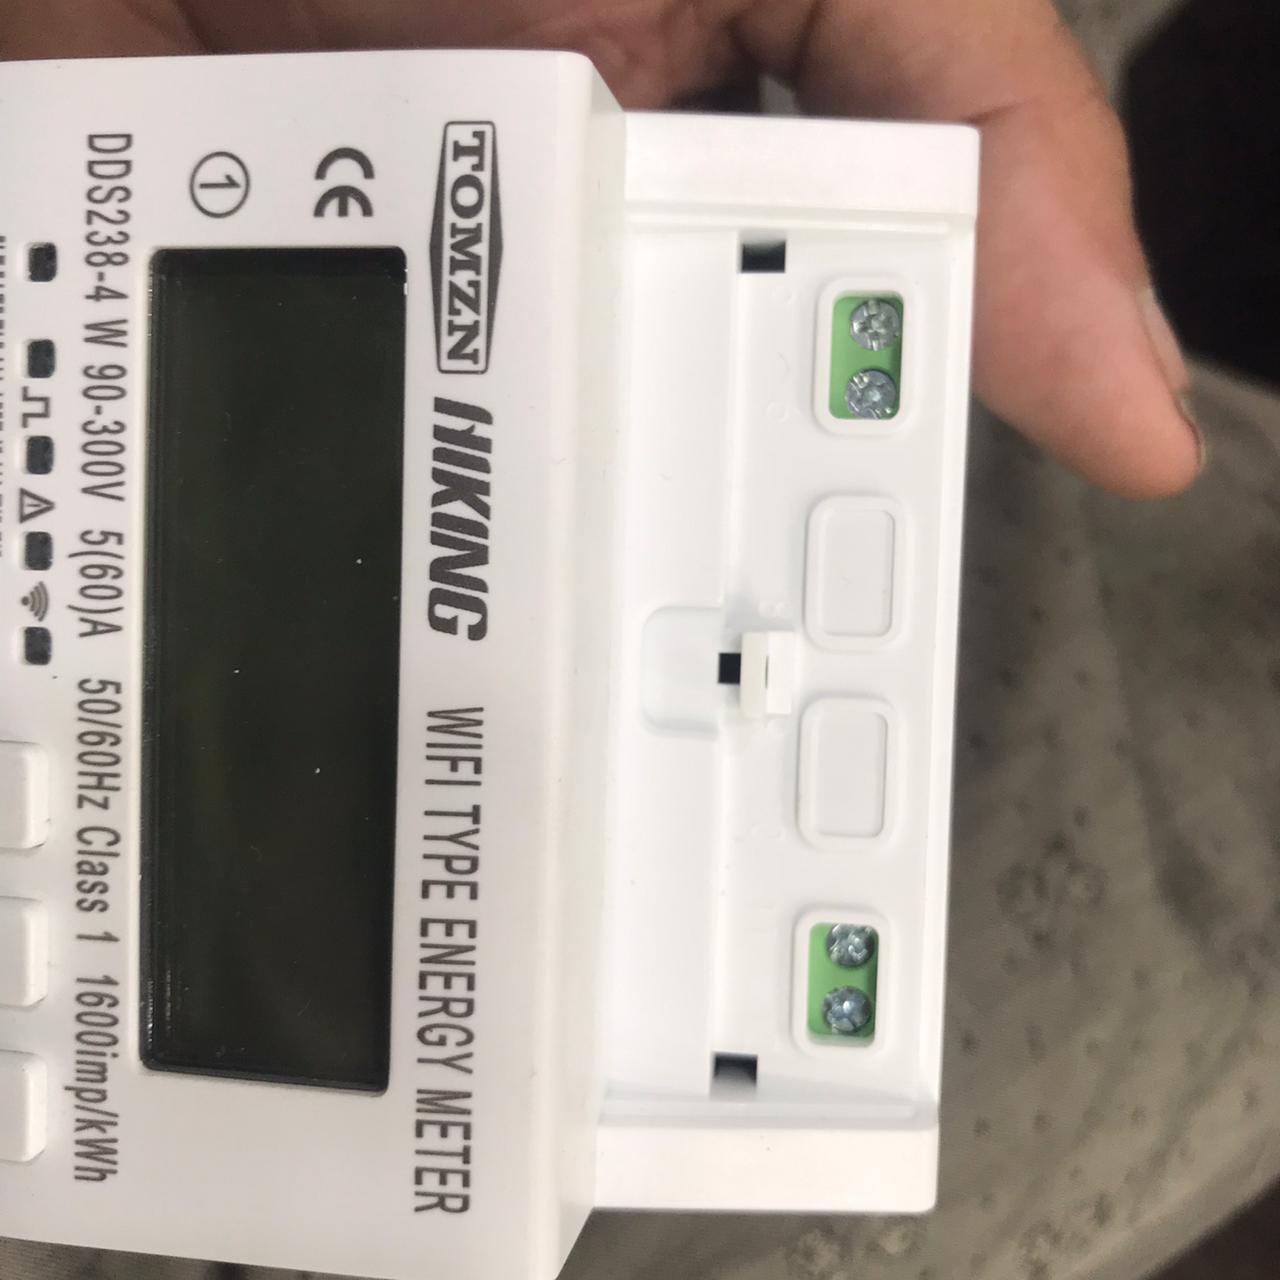 TOMZN HIKING WIFI TYPE ENERGY METER
CE
1
DDS238-4 W 90-300V 5(60)A 50/60Hz Class 1 1600imp/kWh